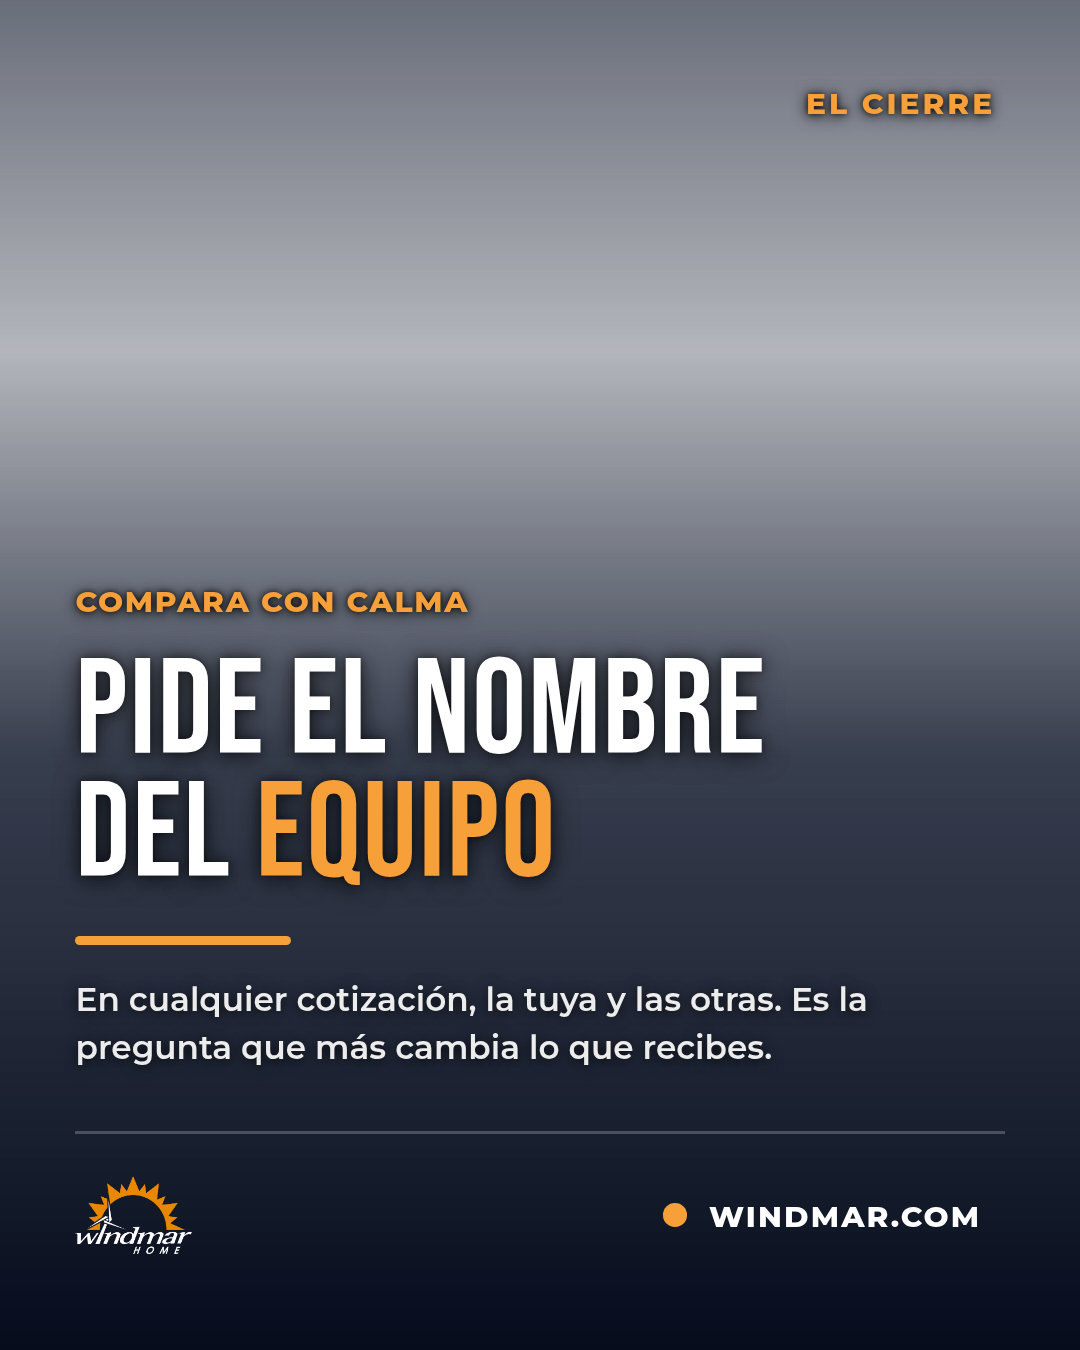 EL CIERRE
COMPARA CON CALMA
PIDE EL NOMBRE
DEL EQUIPO
En cualquier cotización, la tuya y las otras. Es la
pregunta que más cambia lo que recibes.
windmar
HOME
WINDMAR.COM